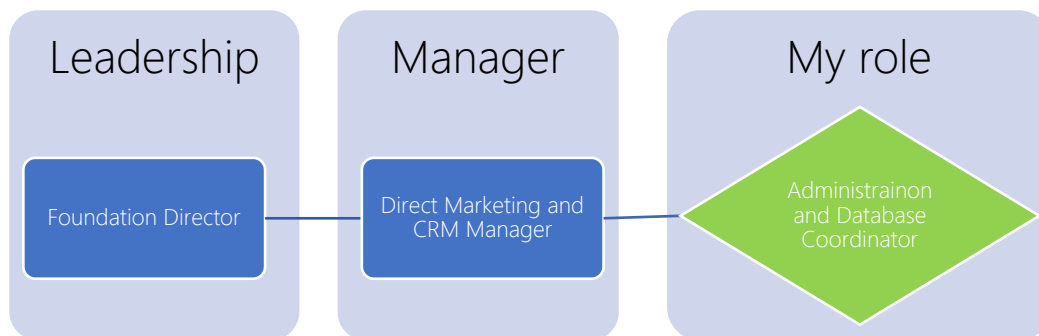 Leadership
Manager
My role
Foundation Director
Direct Marketing and
CRM Manager
Administrainon
and Database
Coordinator